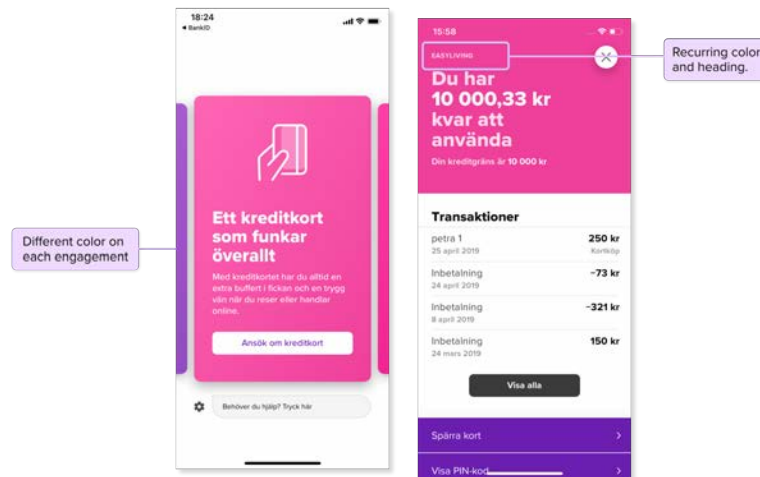 18:24
◀ BankID
Ett kreditkort
som funkar
överallt
Med kreditkortet har du alltid en
extra buffert i fickan och en trygg
vän när du reser eller handlar
online.
Ansök om kreditkort
Behöver du hjälp? Tryck här
Different color on
each engagement
15:58
EASYLIVING
Du har
10 000,33 kr
kvar att
använda
Din kreditgräns är 10 000 kr
Transaktioner
petra 1 250 kr
25 april 2019 Kortköp
Inbetalning −73 kr
24 april 2019
Inbetalning −321 kr
8 april 2019
Inbetalning 150 kr
24 mars 2019
Visa alla
Spärra kort
Visa PIN-kod
Recurring color
and heading.